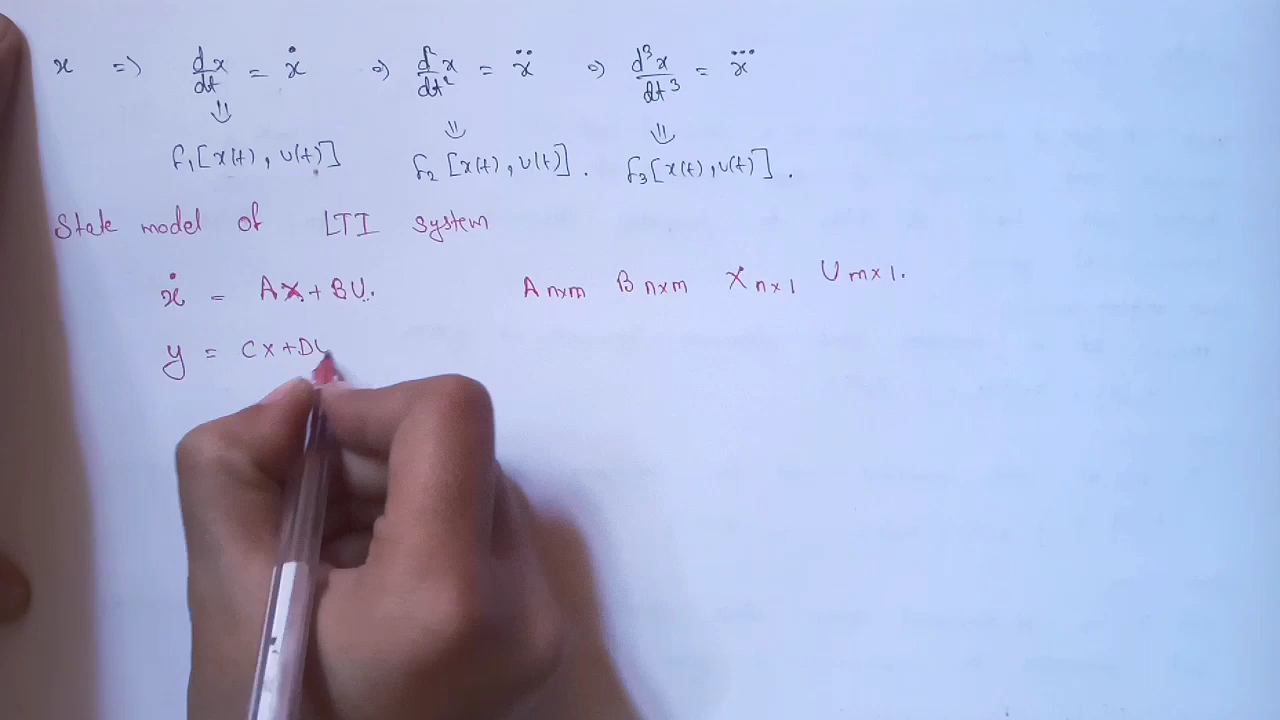 x ⇒ dx/dt = ẋ ⇒ d²x/dt² = ẍ ⇒ d³x/dt³ = x⃛
⇓ ⇓ ⇓
f₁[x(t), u(t)] f₂[x(t), u(t)]. f₃[x(t), u(t)].
State model of LTI system
ẋ = AX + BU. A n×m B n×m X n×1 U m×1.
y = CX+DU